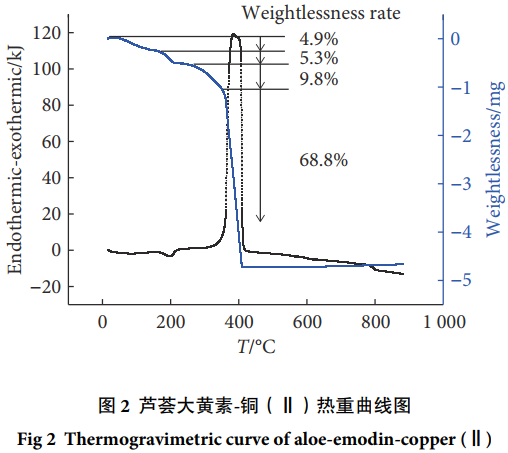 Weightlessness rate
4.9%
5.3%
9.8%
68.8%
Endothermic-exothermic/kJ
120
100
80
60
40
20
0
−20
0
−1
−2
−3
−4
−5
Weightlessness/mg
0 200 400 600 800 1 000
T/°C
图 2 芦荟大黄素-铜(Ⅱ)热重曲线图
Fig 2 Thermogravimetric curve of aloe-emodin-copper (Ⅱ)